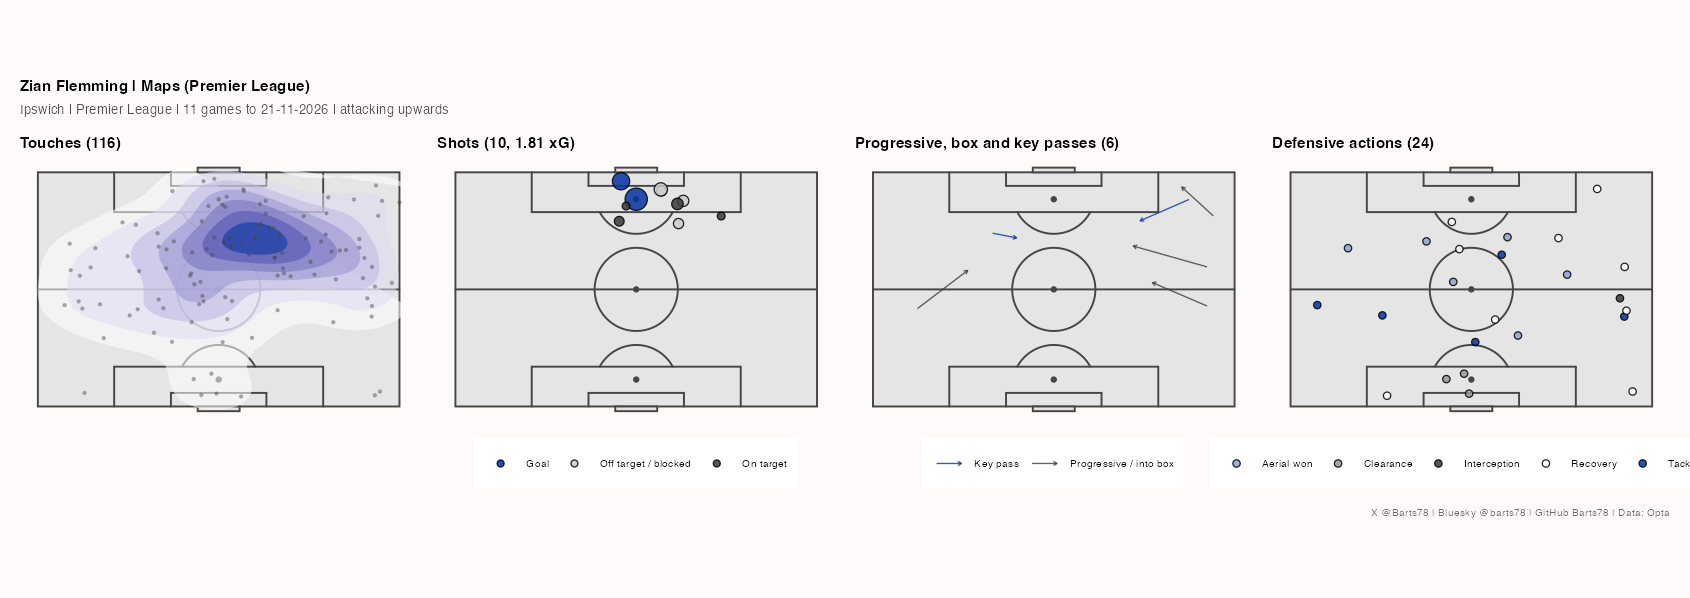 Zian Flemming | Maps (Premier League)
Ipswich | Premier League | 11 games to 21-11-2026 | attacking upwards
Touches (116)
Shots (10, 1.81 xG)
Progressive, box and key passes (6)
Defensive actions (24)
Goal
Off target / blocked
On target
Key pass
Progressive / into box
Aerial won
Clearance
Interception
Recovery
Tack
X @Barts78 | Bluesky @barts78 | GitHub Barts78 | Data: Opta